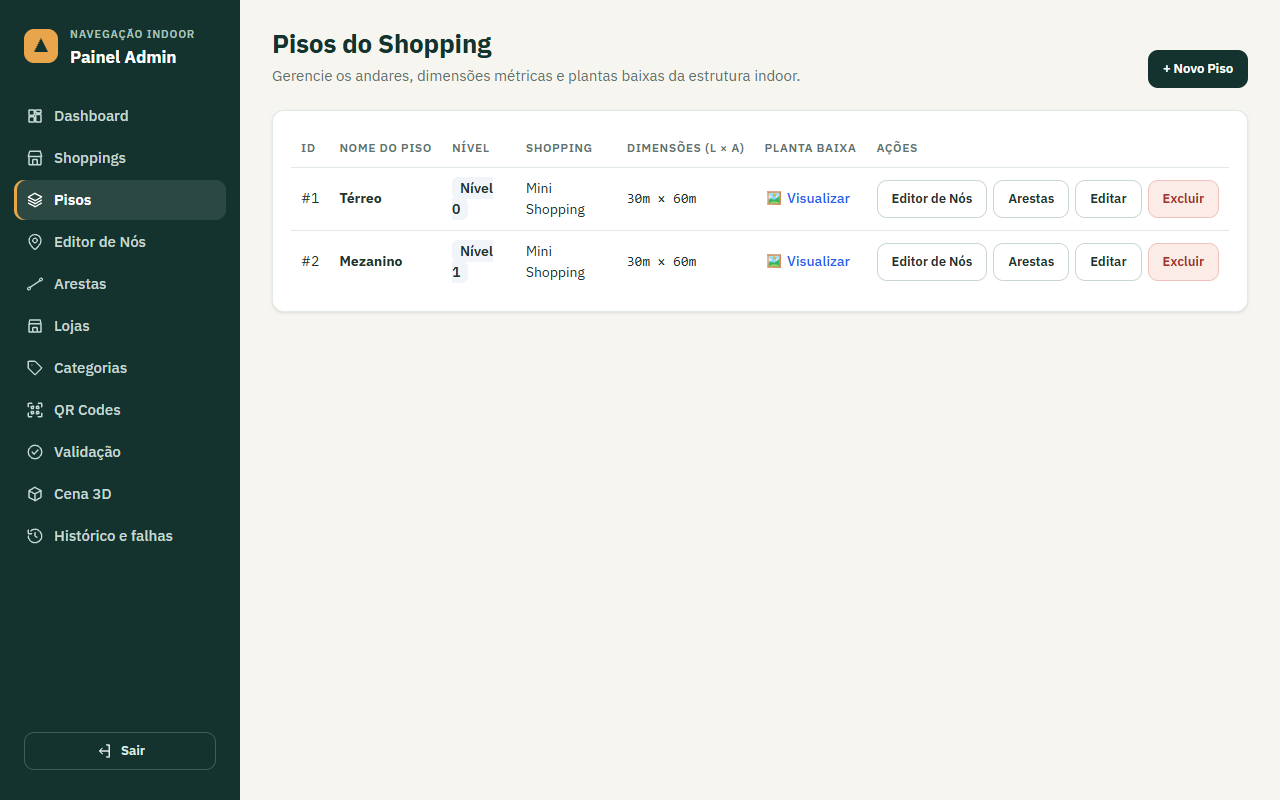 NAVEGAÇÃO INDOOR
Painel Admin
Dashboard
Shoppings
Pisos
Editor de Nós
Arestas
Lojas
Categorias
QR Codes
Validação
Cena 3D
Histórico e falhas
Sair
Pisos do Shopping
Gerencie os andares, dimensões métricas e plantas baixas da estrutura indoor.
+ Novo Piso
ID NOME DO PISO NÍVEL SHOPPING DIMENSÕES (L × A) PLANTA BAIXA AÇÕES
#1 Térreo Nível 0 Mini Shopping 30m × 60m Visualizar Editor de Nós Arestas Editar Excluir
#2 Mezanino Nível 1 Mini Shopping 30m × 60m Visualizar Editor de Nós Arestas Editar Excluir